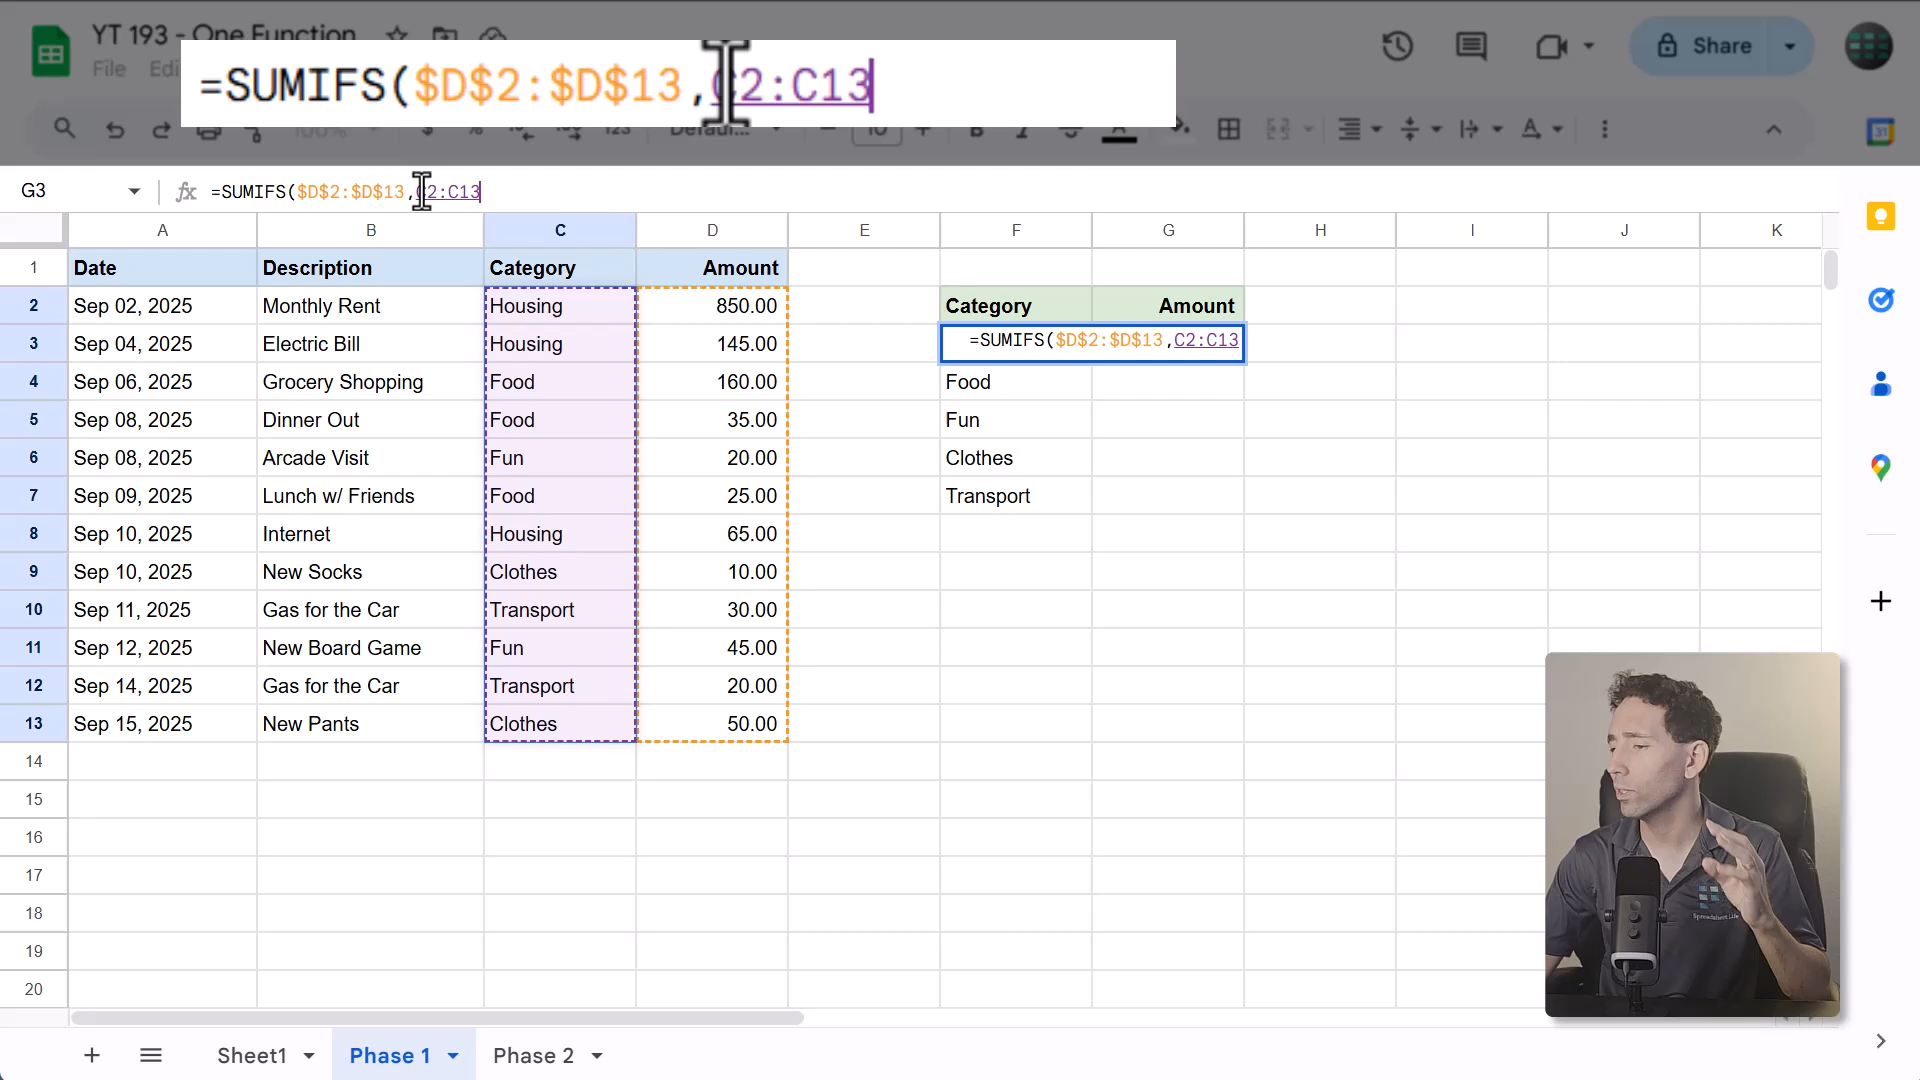 YT 193 - One Function
File Edi
Share
=SUMIFS($D$2:$D$13,C2:C13
100% $ % 123 Defaul... 10 B A
G3
=SUMIFS($D$2:$D$13,C2:C13
A B C D E F G H I J K
1 Date Description Category Amount
2 Sep 02, 2025 Monthly Rent Housing 850.00 Category Amount
3 Sep 04, 2025 Electric Bill Housing 145.00 =SUMIFS($D$2:$D$13,C2:C13
4 Sep 06, 2025 Grocery Shopping Food 160.00 Food
5 Sep 08, 2025 Dinner Out Food 35.00 Fun
6 Sep 08, 2025 Arcade Visit Fun 20.00 Clothes
7 Sep 09, 2025 Lunch w/ Friends Food 25.00 Transport
8 Sep 10, 2025 Internet Housing 65.00
9 Sep 10, 2025 New Socks Clothes 10.00
10 Sep 11, 2025 Gas for the Car Transport 30.00
11 Sep 12, 2025 New Board Game Fun 45.00
12 Sep 14, 2025 Gas for the Car Transport 20.00
13 Sep 15, 2025 New Pants Clothes 50.00
14
15
16
17
18
19
20
Spreadsheet Life
Sheet1 Phase 1 Phase 2